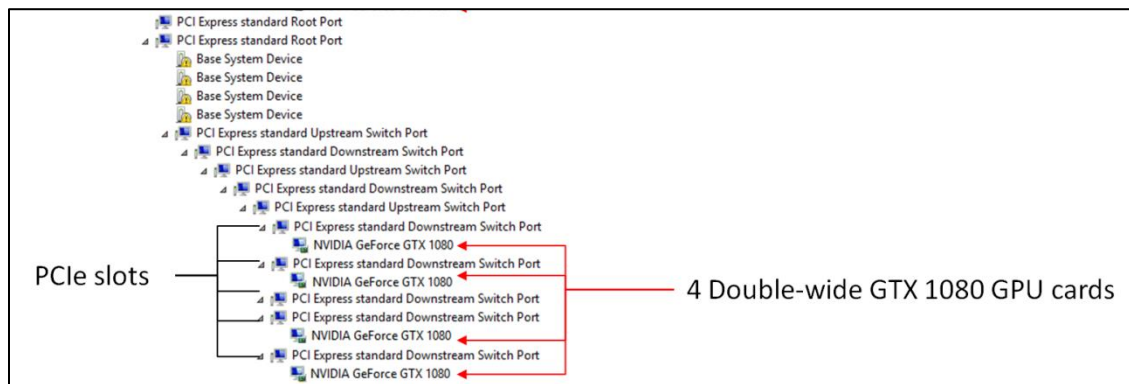 PCI Express standard Root Port
PCI Express standard Root Port
Base System Device
Base System Device
Base System Device
Base System Device
PCI Express standard Upstream Switch Port
PCI Express standard Downstream Switch Port
PCI Express standard Upstream Switch Port
PCI Express standard Downstream Switch Port
PCI Express standard Upstream Switch Port
PCI Express standard Downstream Switch Port
NVIDIA GeForce GTX 1080
PCI Express standard Downstream Switch Port
NVIDIA GeForce GTX 1080
PCI Express standard Downstream Switch Port
PCI Express standard Downstream Switch Port
NVIDIA GeForce GTX 1080
PCI Express standard Downstream Switch Port
NVIDIA GeForce GTX 1080
PCIe slots
4 Double-wide GTX 1080 GPU cards